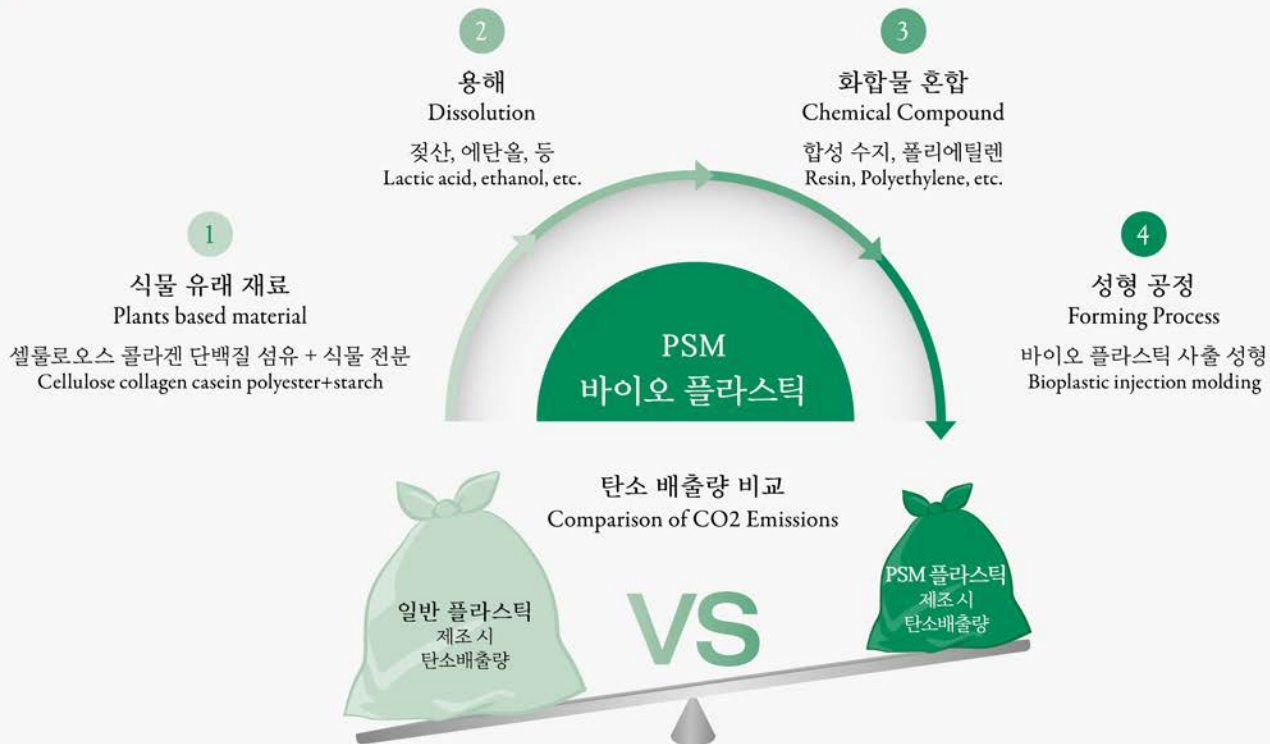 1
식물 유래 재료
Plants based material
셀룰로오스 콜라겐 단백질 섬유 + 식물 전분
Cellulose collagen casein polyester+starch
2
용해
Dissolution
젖산, 에탄올, 등
Lactic acid, ethanol, etc.
3
화합물 혼합
Chemical Compound
합성 수지, 폴리에틸렌
Resin, Polyethylene, etc.
4
성형 공정
Forming Process
바이오 플라스틱 사출 성형
Bioplastic injection molding
PSM
바이오 플라스틱
탄소 배출량 비교
Comparison of CO2 Emissions
일반 플라스틱
제조 시
탄소배출량
VS
PSM 플라스틱
제조 시
탄소배출량